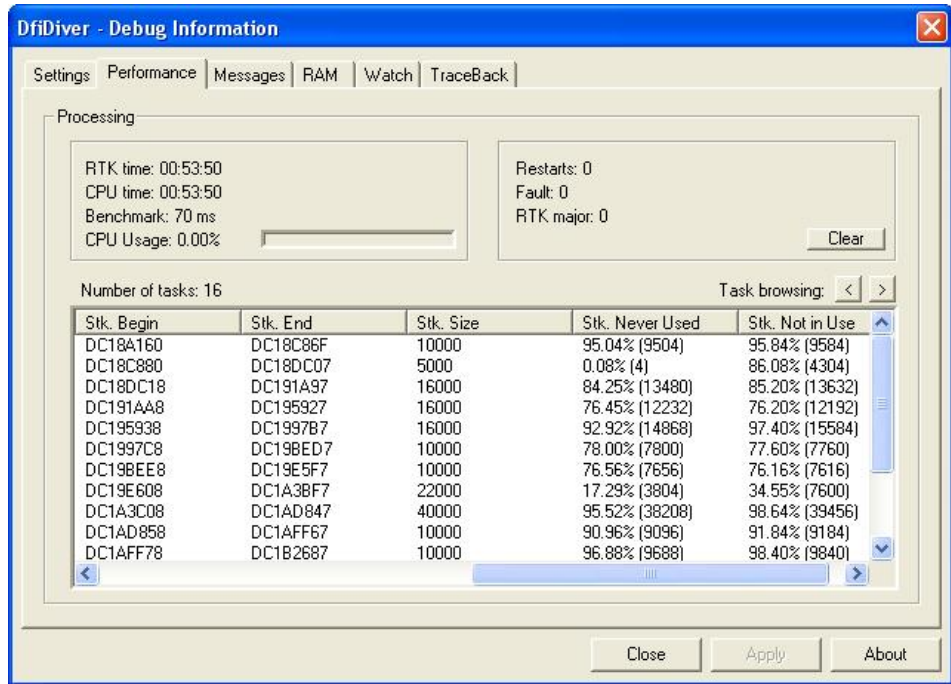 DfiDiver - Debug Information
Settings Performance Messages RAM Watch TraceBack
Processing
RTK time: 00:53:50
CPU time: 00:53:50
Benchmark: 70 ms
CPU Usage: 0.00%
Restarts: 0
Fault: 0
RTK major: 0
Clear
Number of tasks: 16 Task browsing: < >
Stk. Begin Stk. End Stk. Size Stk. Never Used Stk. Not in Use
DC18A160 DC18C86F 10000 95.04% (9504) 95.84% (9584)
DC18C880 DC18DC07 5000 0.08% (4) 86.08% (4304)
DC18DC18 DC191A97 16000 84.25% (13480) 85.20% (13632)
DC191AA8 DC195927 16000 76.45% (12232) 76.20% (12192)
DC195938 DC1997B7 16000 92.92% (14868) 97.40% (15584)
DC1997C8 DC19BED7 10000 78.00% (7800) 77.60% (7760)
DC19BEE8 DC19E5F7 10000 76.56% (7656) 76.16% (7616)
DC19E608 DC1A3BF7 22000 17.29% (3804) 34.55% (7600)
DC1A3C08 DC1AD847 40000 95.52% (38208) 98.64% (39456)
DC1AD858 DC1AFF67 10000 90.96% (9096) 91.84% (9184)
DC1AFF78 DC1B2687 10000 96.88% (9688) 98.40% (9840)
Close Apply About